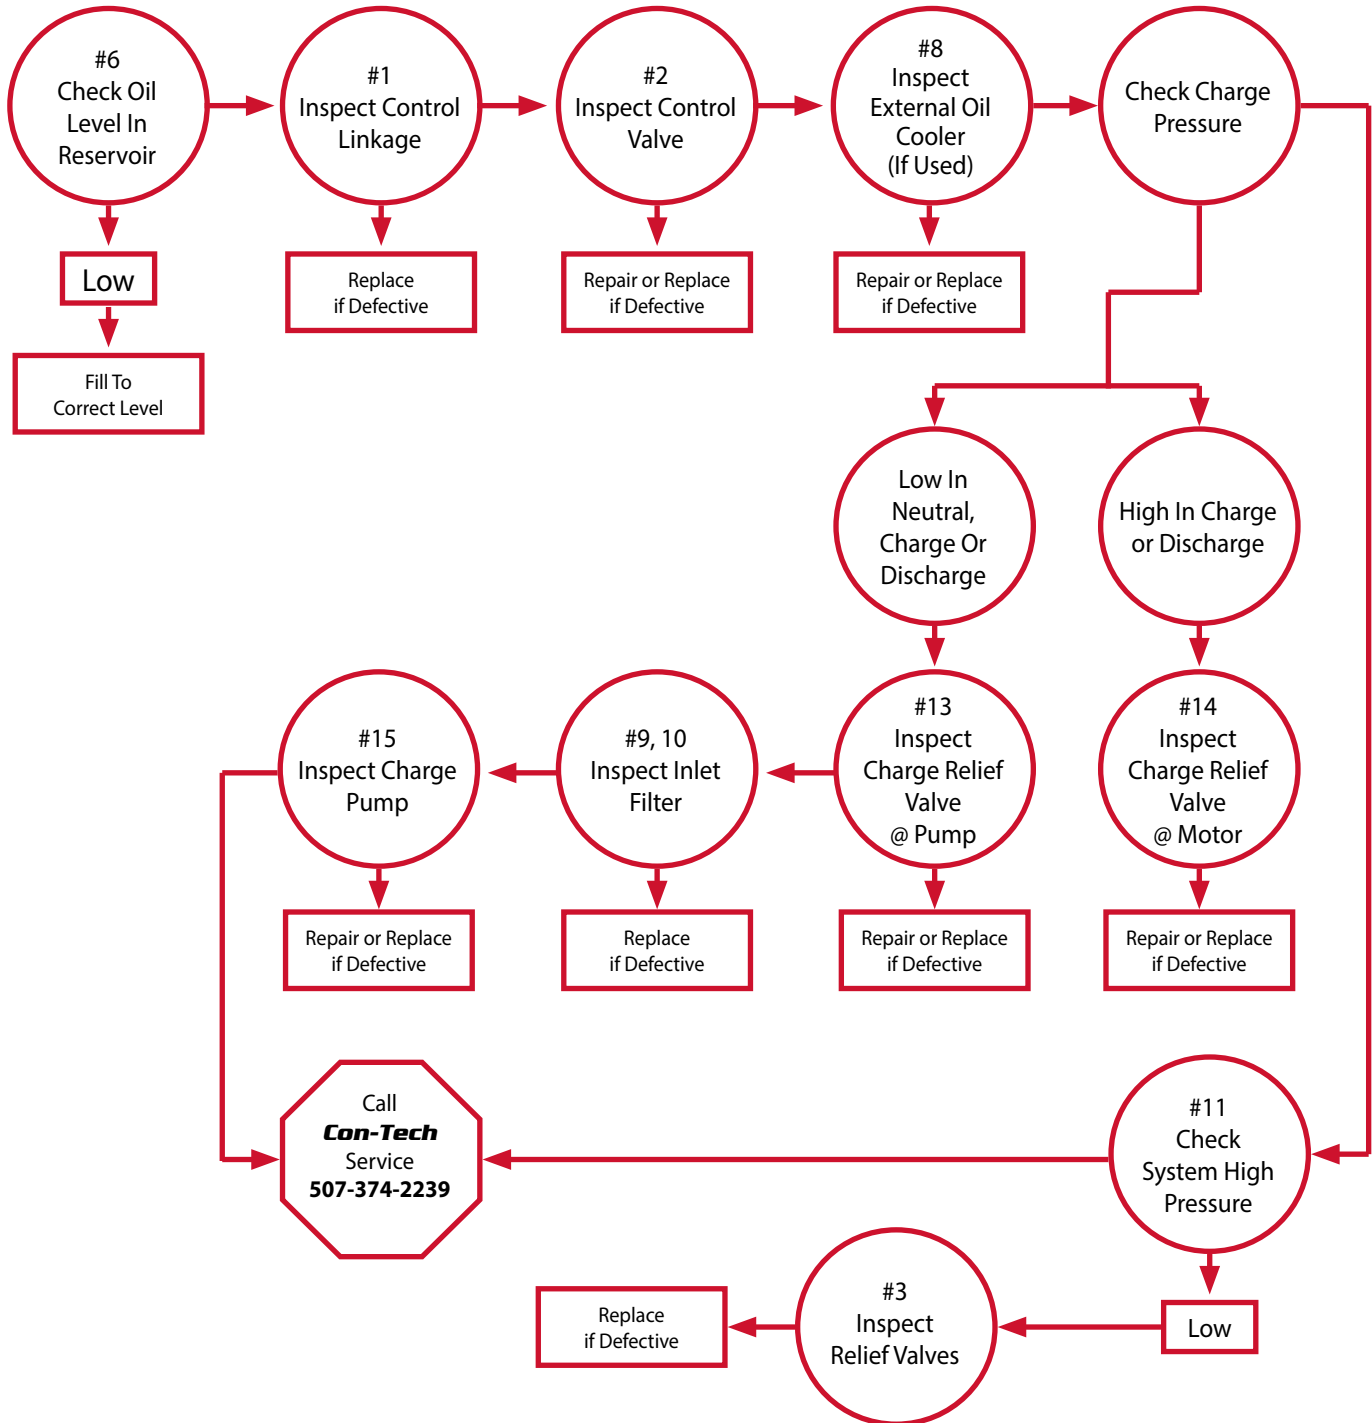 #6
Check Oil
Level In
Reservoir
#1
Inspect Control
Linkage
#2
Inspect Control
Valve
#8
Inspect
External Oil
Cooler
(If Used)
Check Charge
Pressure
Low
Fill To
Correct Level
Replace
if Defective
Repair or Replace
if Defective
Repair or Replace
if Defective
Low In
Neutral,
Charge Or
Discharge
High In Charge
or Discharge
#15
Inspect Charge
Pump
#9, 10
Inspect Inlet
Filter
#13
Inspect
Charge Relief
Valve
@ Pump
#14
Inspect
Charge Relief
Valve
@ Motor
Repair or Replace
if Defective
Replace
if Defective
Repair or Replace
if Defective
Repair or Replace
if Defective
Call
Con-Tech
Service
507-374-2239
#11
Check
System High
Pressure
Replace
if Defective
#3
Inspect
Relief Valves
Low